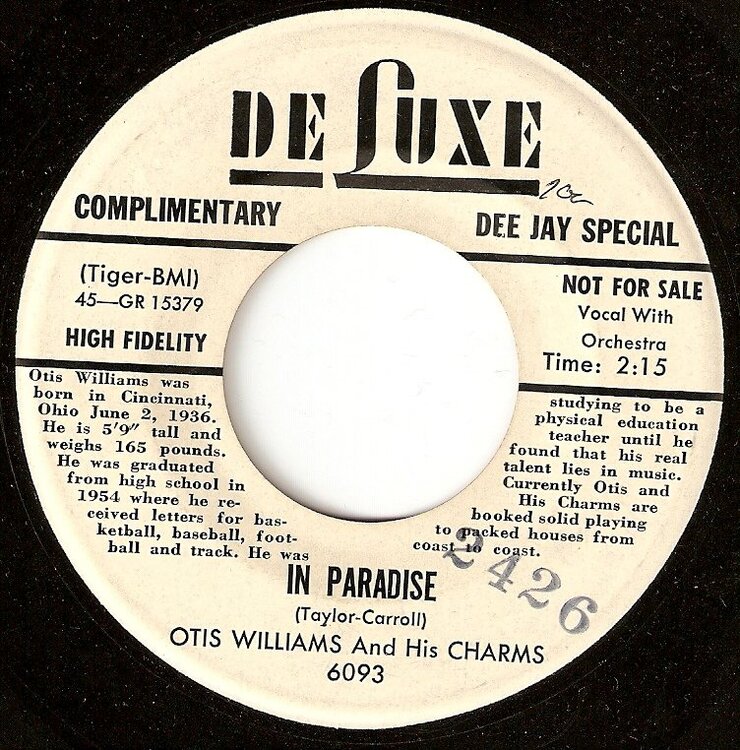 DE LUXE
COMPLIMENTARY
DEE JAY SPECIAL
(Tiger-BMI)
45—GR 15379
HIGH FIDELITY
NOT FOR SALE
Vocal With
Orchestra
Time: 2:15
Otis Williams was
born in Cincinnati,
Ohio June 2, 1936.
He is 5'9" tall and
weighs 165 pounds.
He was graduated
from high school in
1954 where he re-
ceived letters for bas-
ketball, baseball, foot-
ball and track. He was
studying to be a
physical education
teacher until he
found that his real
talent lies in music.
Currently Otis and
His Charms are
booked solid playing
to packed houses from
coast to coast.
2426
IN PARADISE
(Taylor-Carroll)
OTIS WILLIAMS And His CHARMS
6093